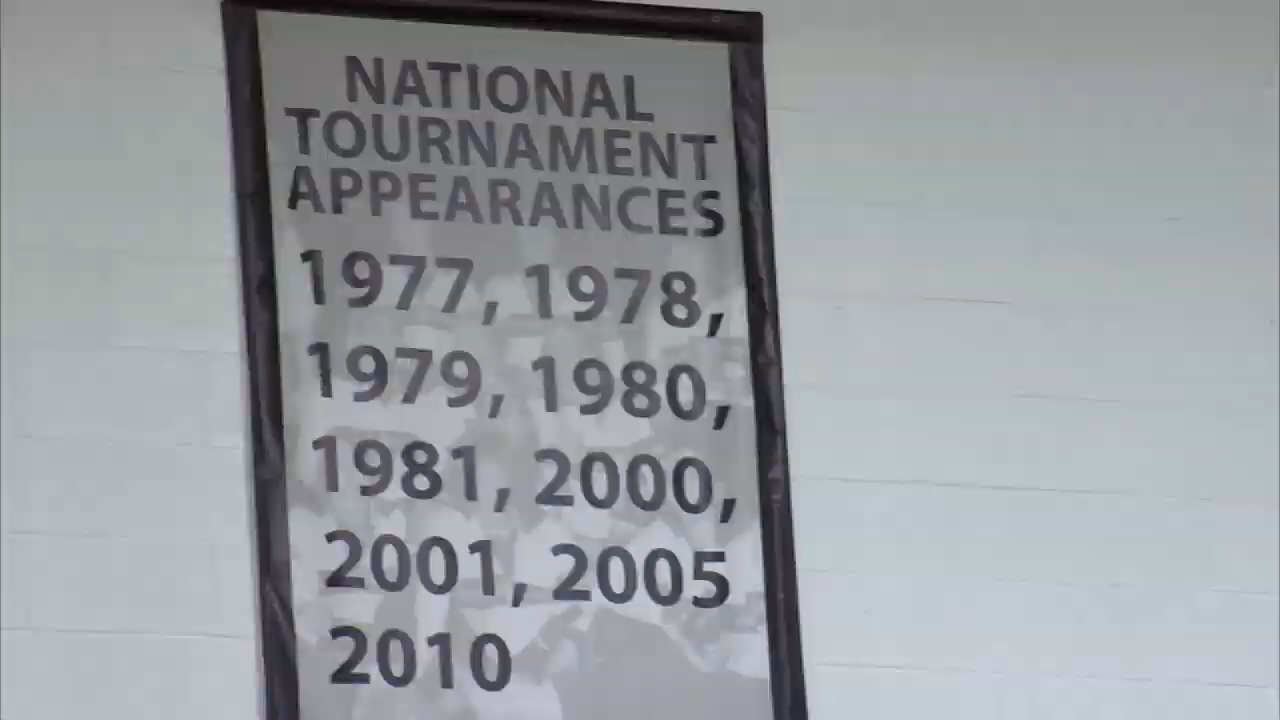 NATIONAL
TOURNAMENT
APPEARANCES
1977, 1978,
1979, 1980,
1981, 2000,
2001, 2005
2010